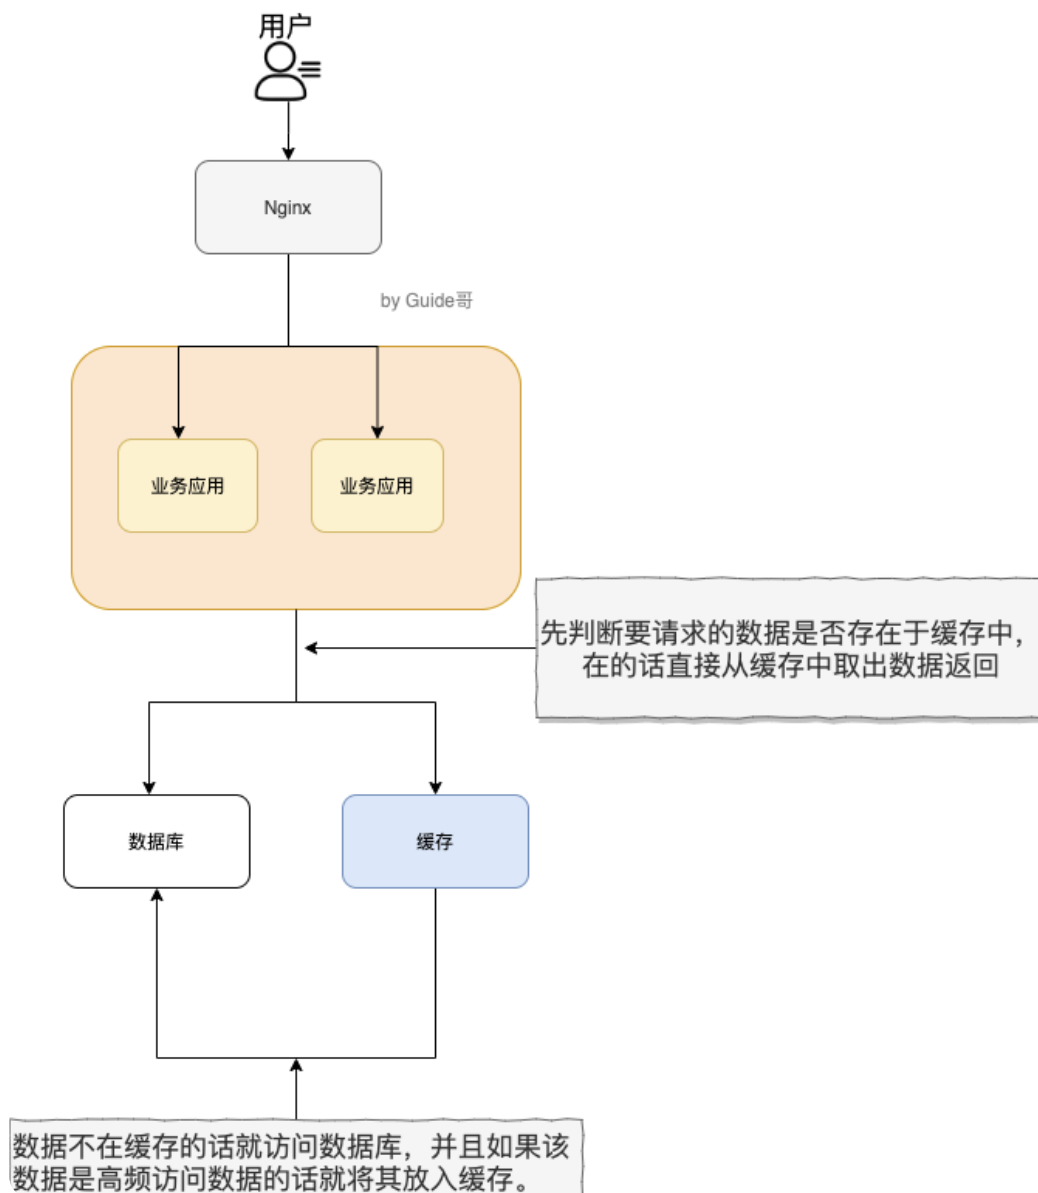 用户
Nginx
by Guide哥
业务应用
业务应用
先判断要请求的数据是否存在于缓存中，
在的话直接从缓存中取出数据返回
数据库
缓存
数据不在缓存的话就访问数据库，并且如果该
数据是高频访问数据的话就将其放入缓存。